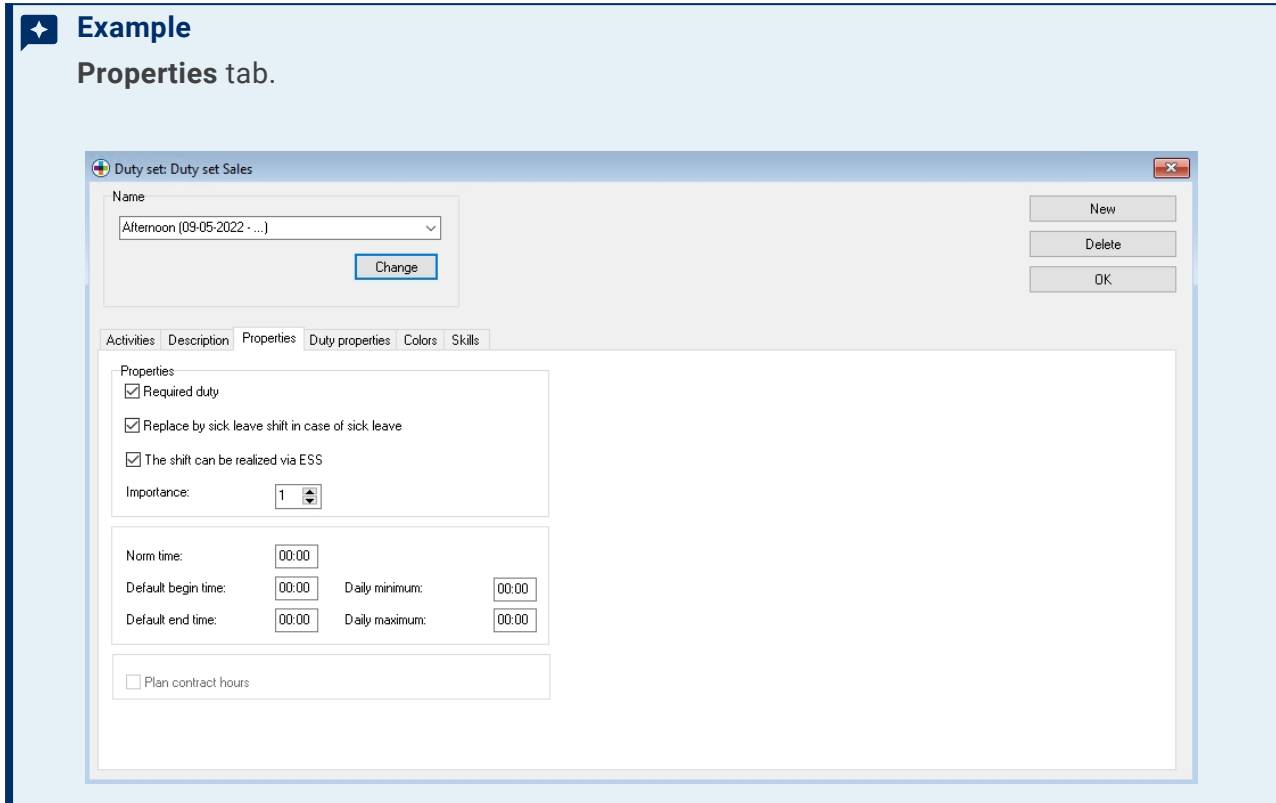 Example
Properties tab.
Duty set: Duty set Sales
Name
Afternoon (09-05-2022 - ...)
Change
New
Delete
OK
Activities Description Properties Duty properties Colors Skills
Properties
Required duty
Replace by sick leave shift in case of sick leave
The shift can be realized via ESS
Importance: 1
Norm time: 00:00
Default begin time: 00:00 Daily minimum: 00:00
Default end time: 00:00 Daily maximum: 00:00
Plan contract hours